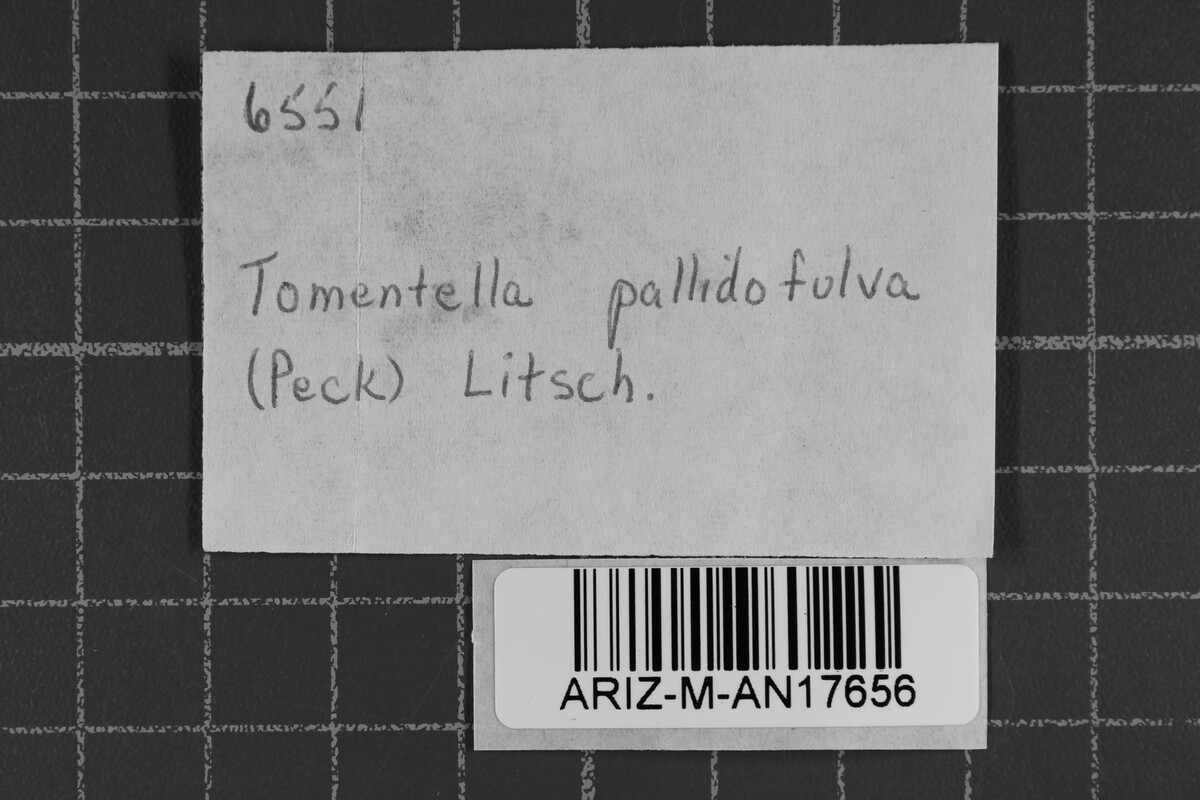 6551
Tomentella pallidofulva
(Peck) Litsch.
ARIZ-M-AN17656